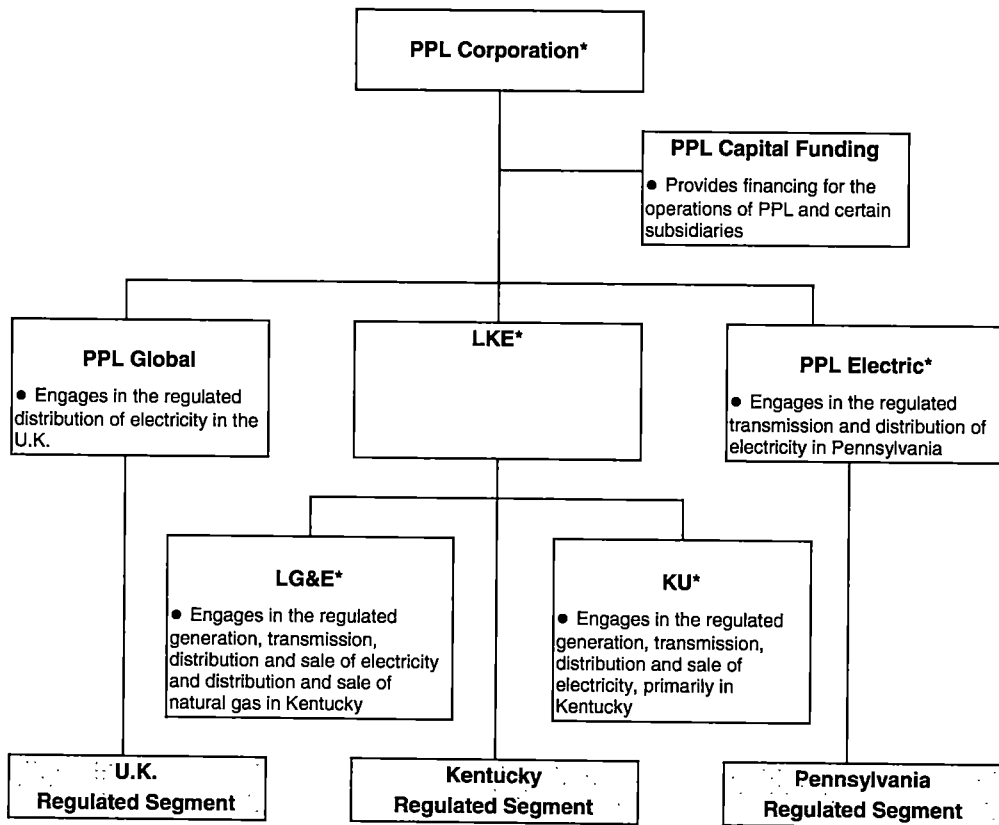 PPL Corporation*
PPL Capital Funding
● Provides financing for the
operations of PPL and certain
subsidiaries
PPL Global
● Engages in the regulated
distribution of electricity in the
U.K.
LKE*
PPL Electric*
● Engages in the regulated
transmission and distribution of
electricity in Pennsylvania
LG&E*
● Engages in the regulated
generation, transmission,
distribution and sale of electricity
and distribution and sale of
natural gas in Kentucky
KU*
● Engages in the regulated
generation, transmission,
distribution and sale of
electricity, primarily in
Kentucky
U.K.
Regulated Segment
Kentucky
Regulated Segment
Pennsylvania
Regulated Segment